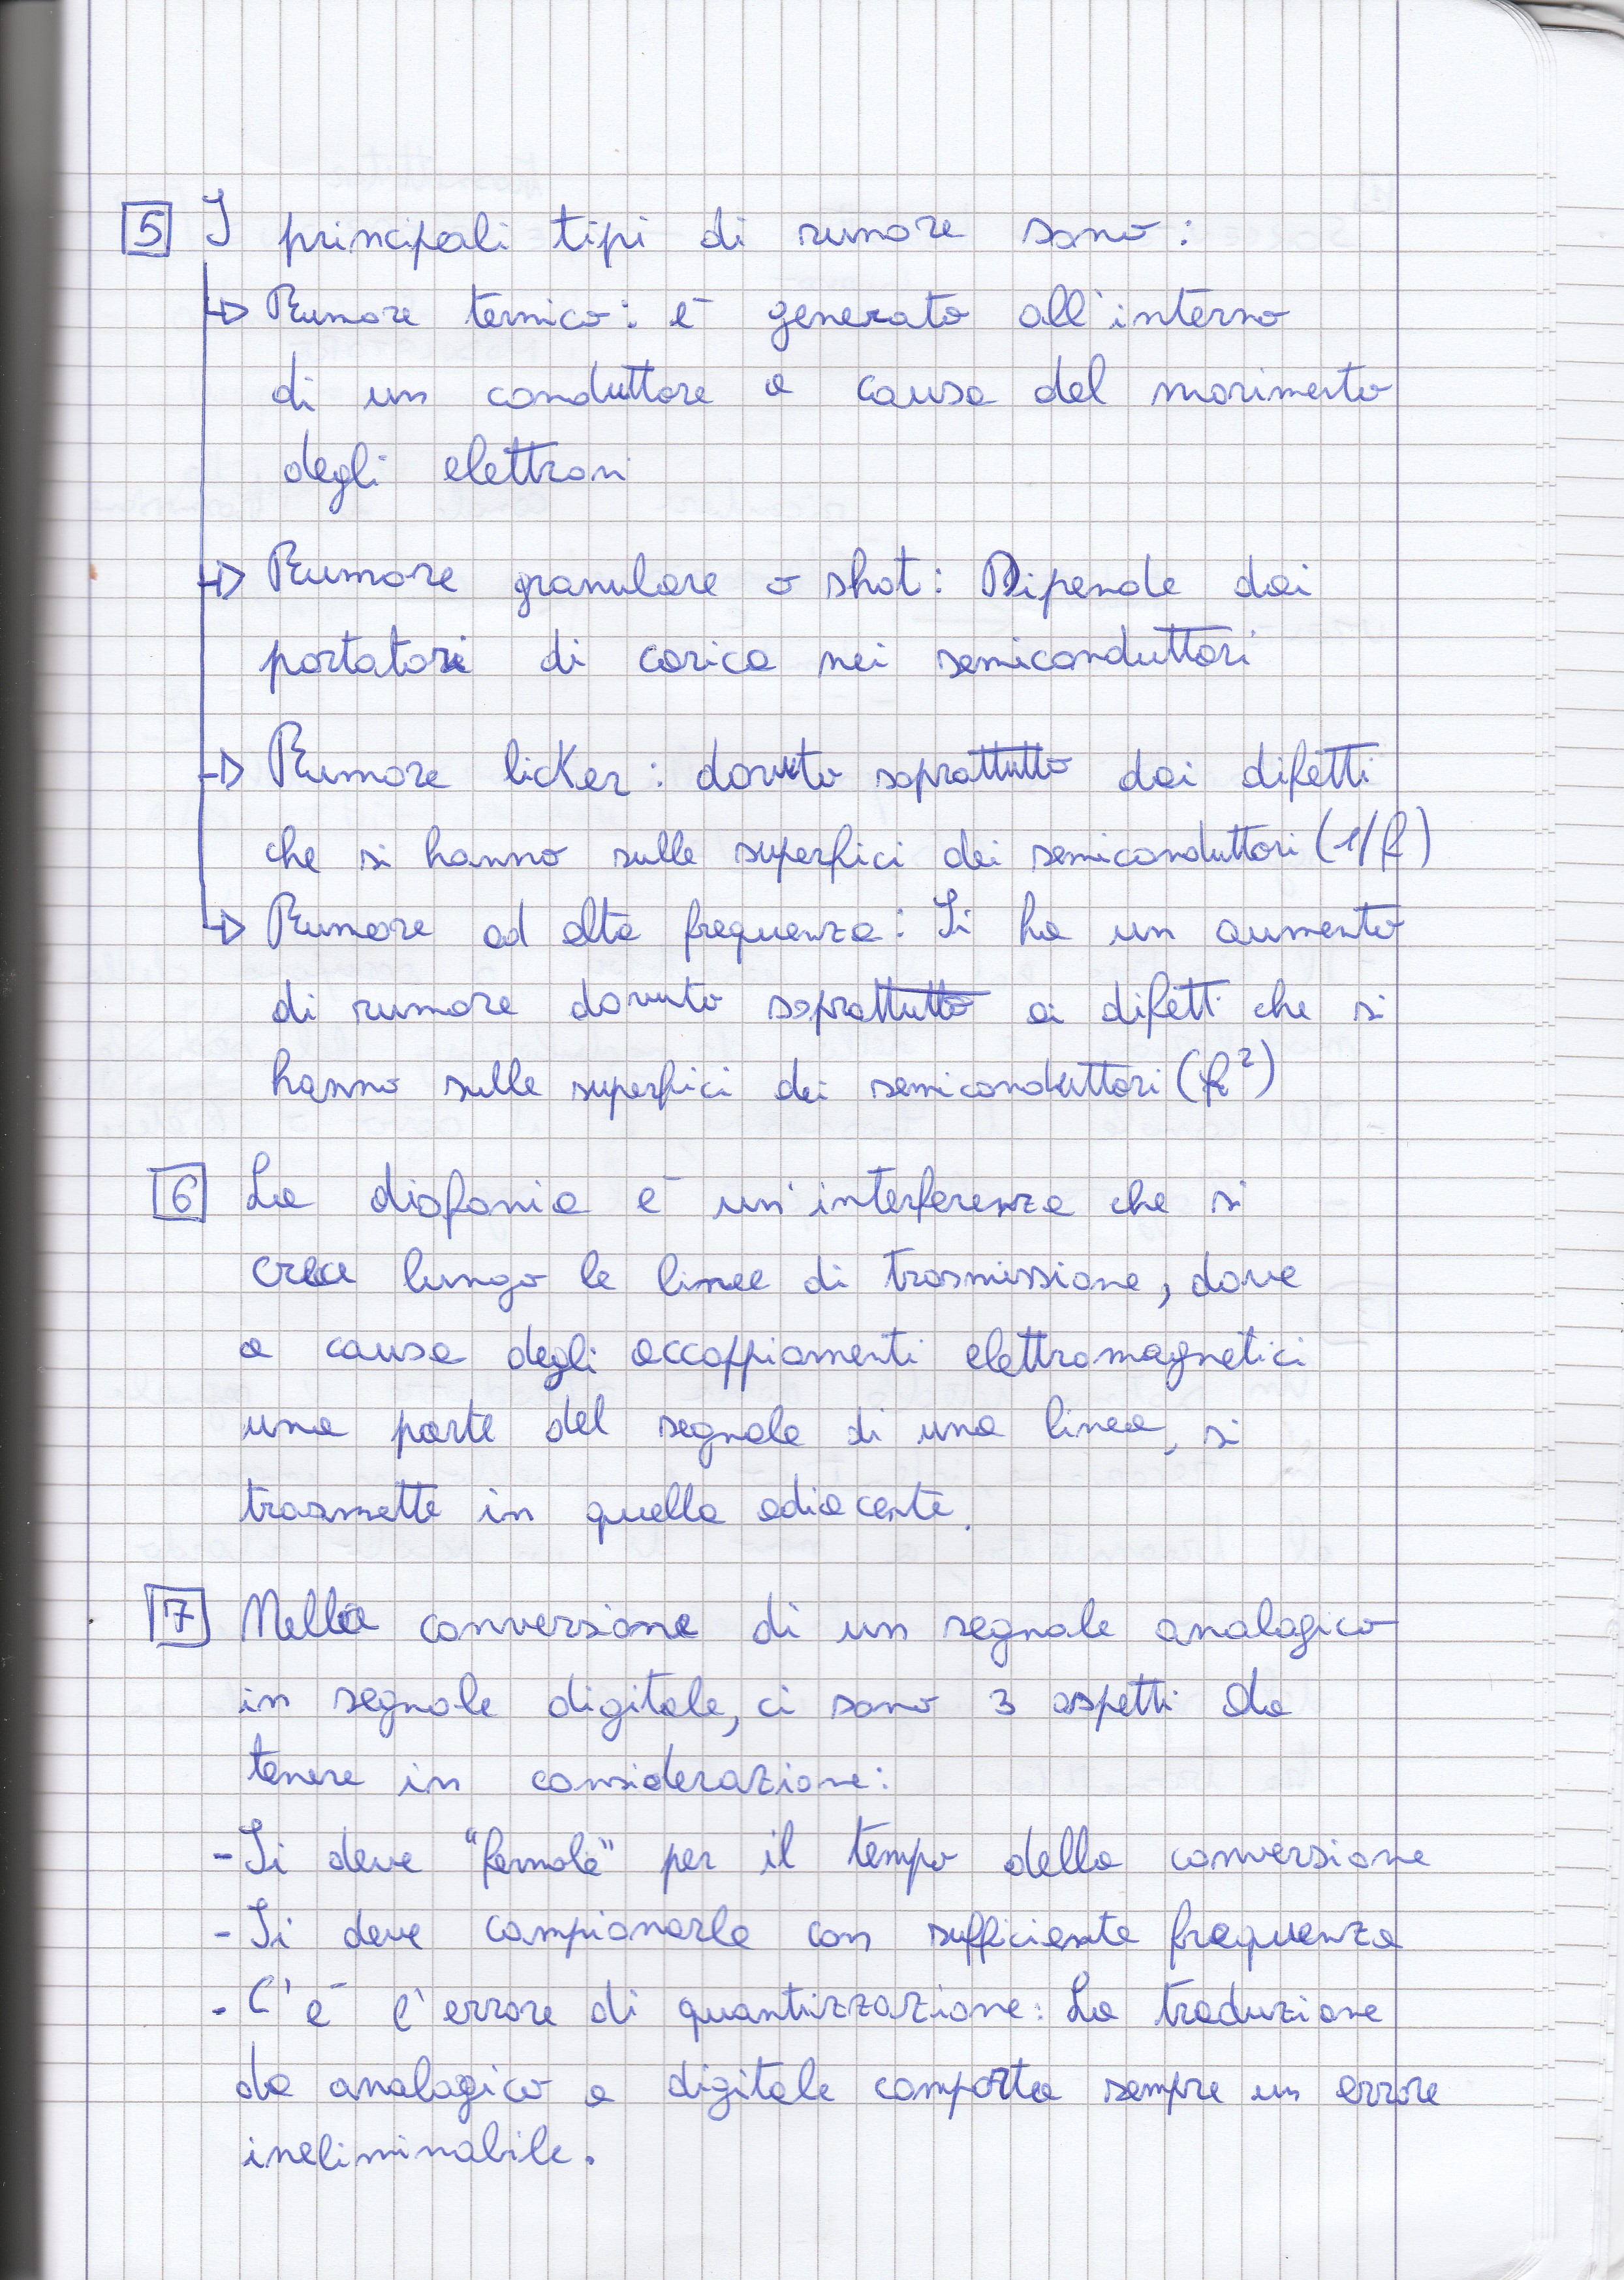 5 I principali tipi di rumore sono:
Rumore termico: è generato all'interno
di un conduttore a causa del movimento
degli elettroni
Rumore granulare o shot: Dipende dai
portatori di carica nei semiconduttori
Rumore licker: dovuto soprattutto dai difetti
che si hanno sulle superfici dei semiconduttori (1/f)
Rumore ad alta frequenza: Si ha un aumento
di rumore dovuto soprattutto ai difetti che si
hanno sulle superfici dei semiconduttori (f²)
6 La diafonia è un'interferenza che si
crea lungo le linee di trasmissione, dove
a causa degli accoppiamenti elettromagnetici
una parte del segnale di una linea, si
trasmette in quella adiacente.
7 Nella conversione di un segnale analogico
in segnale digitale, ci sono 3 aspetti da
tenere in considerazione:
- Si deve "fermalo" per il tempo della conversione
- Si deve campionarlo con sufficiente frequenza
- C'è l'errore di quantizzazione: La traduzione
da analogico a digitale comporta sempre un errore
ineliminabile.